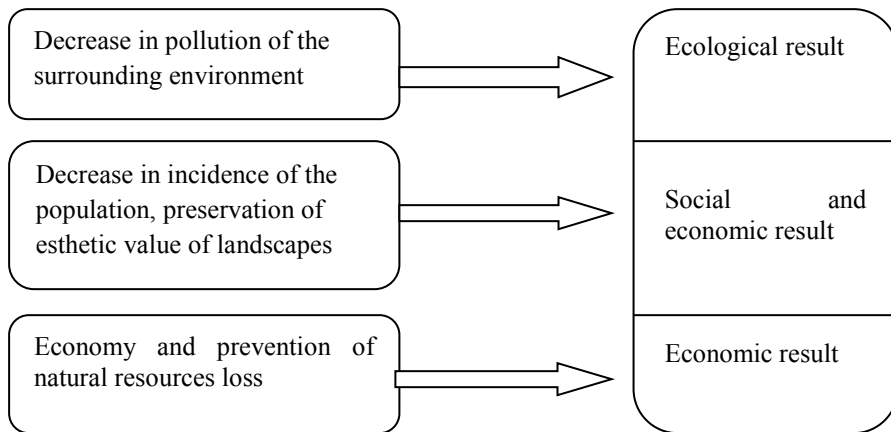 Decrease in pollution of the
surrounding environment
Ecological result
Decrease in incidence of the
population, preservation of
esthetic value of landscapes
Social and
economic result
Economy and prevention of
natural resources loss
Economic result